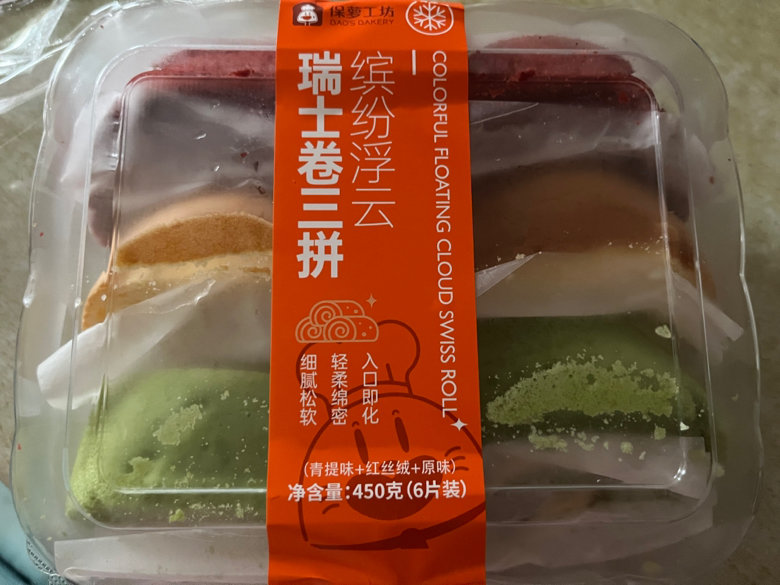 保萝工坊
BAO'S BAKERY
缤纷浮云
瑞士卷三拼
COLORFUL FLOATING CLOUD SWISS ROLL
入口即化
轻柔绵密
细腻松软
(青提味+红丝绒+原味)
净含量:450克(6片装)